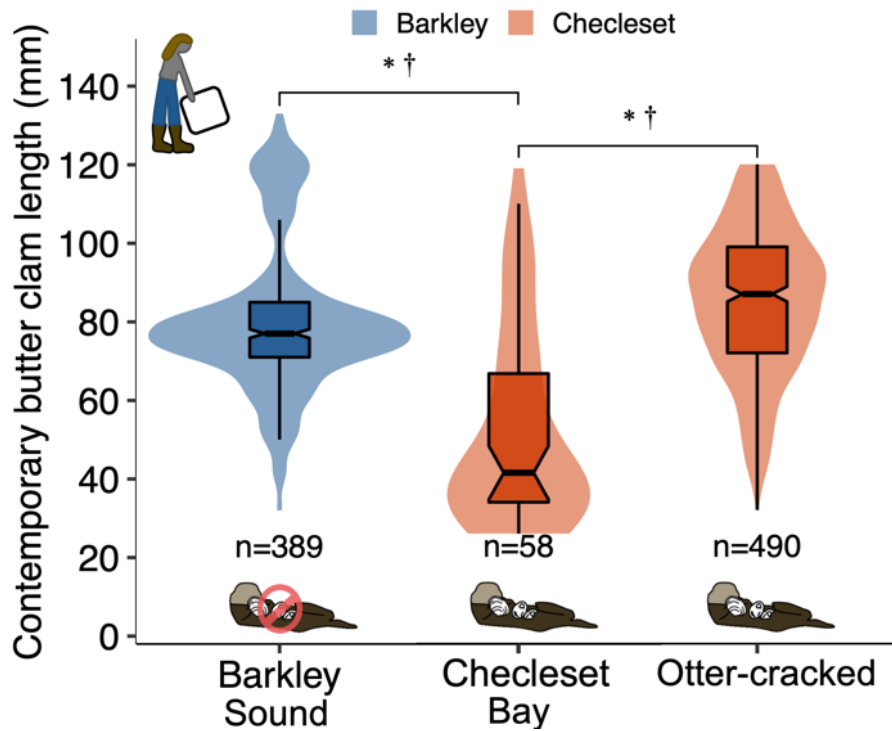 Barkley Checleset
Contemporary butter clam length (mm)
140
120
100
80
60
40
20
0
* †
* †
n=389 n=58 n=490
Barkley Sound
Checleset Bay
Otter-cracked